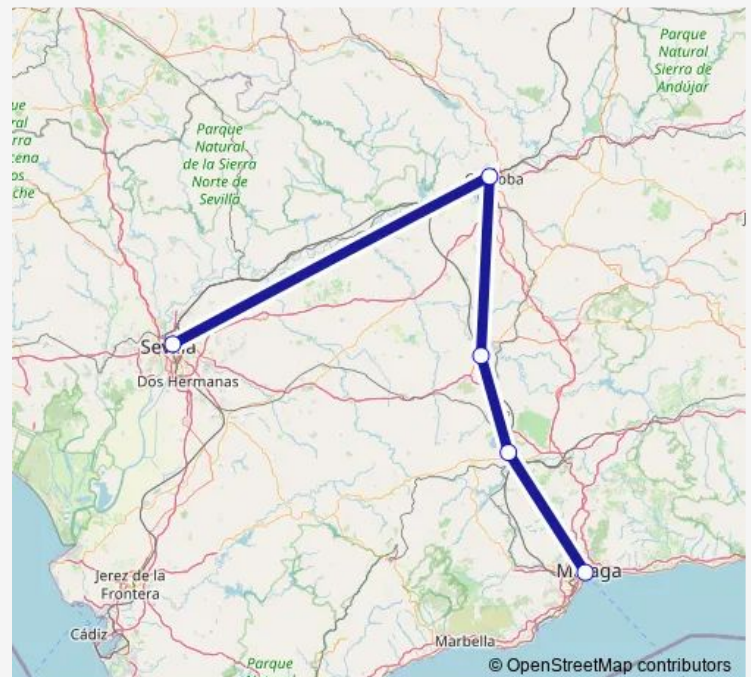 Parque
Natural
Sierra de
Andújar
Parque
Natural
de la Sierra
Norte de
Sevilla
Dos Hermanas
Jerez de la
Frontera
Cádiz
Marbella
Parque
© OpenStreetMap contributors